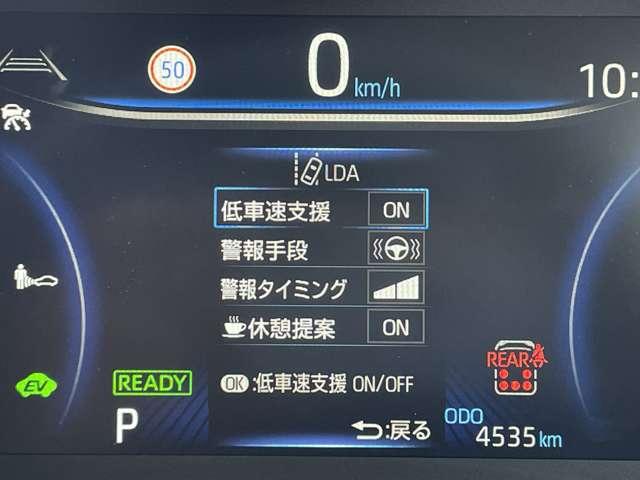 50
0 km/h
10:
LDA
低車速支援 ON
警報手段
警報タイミング
休憩提案 ON
REAR
EV
READY
OK:低車速支援 ON/OFF
P
戻る
ODO
4535 km